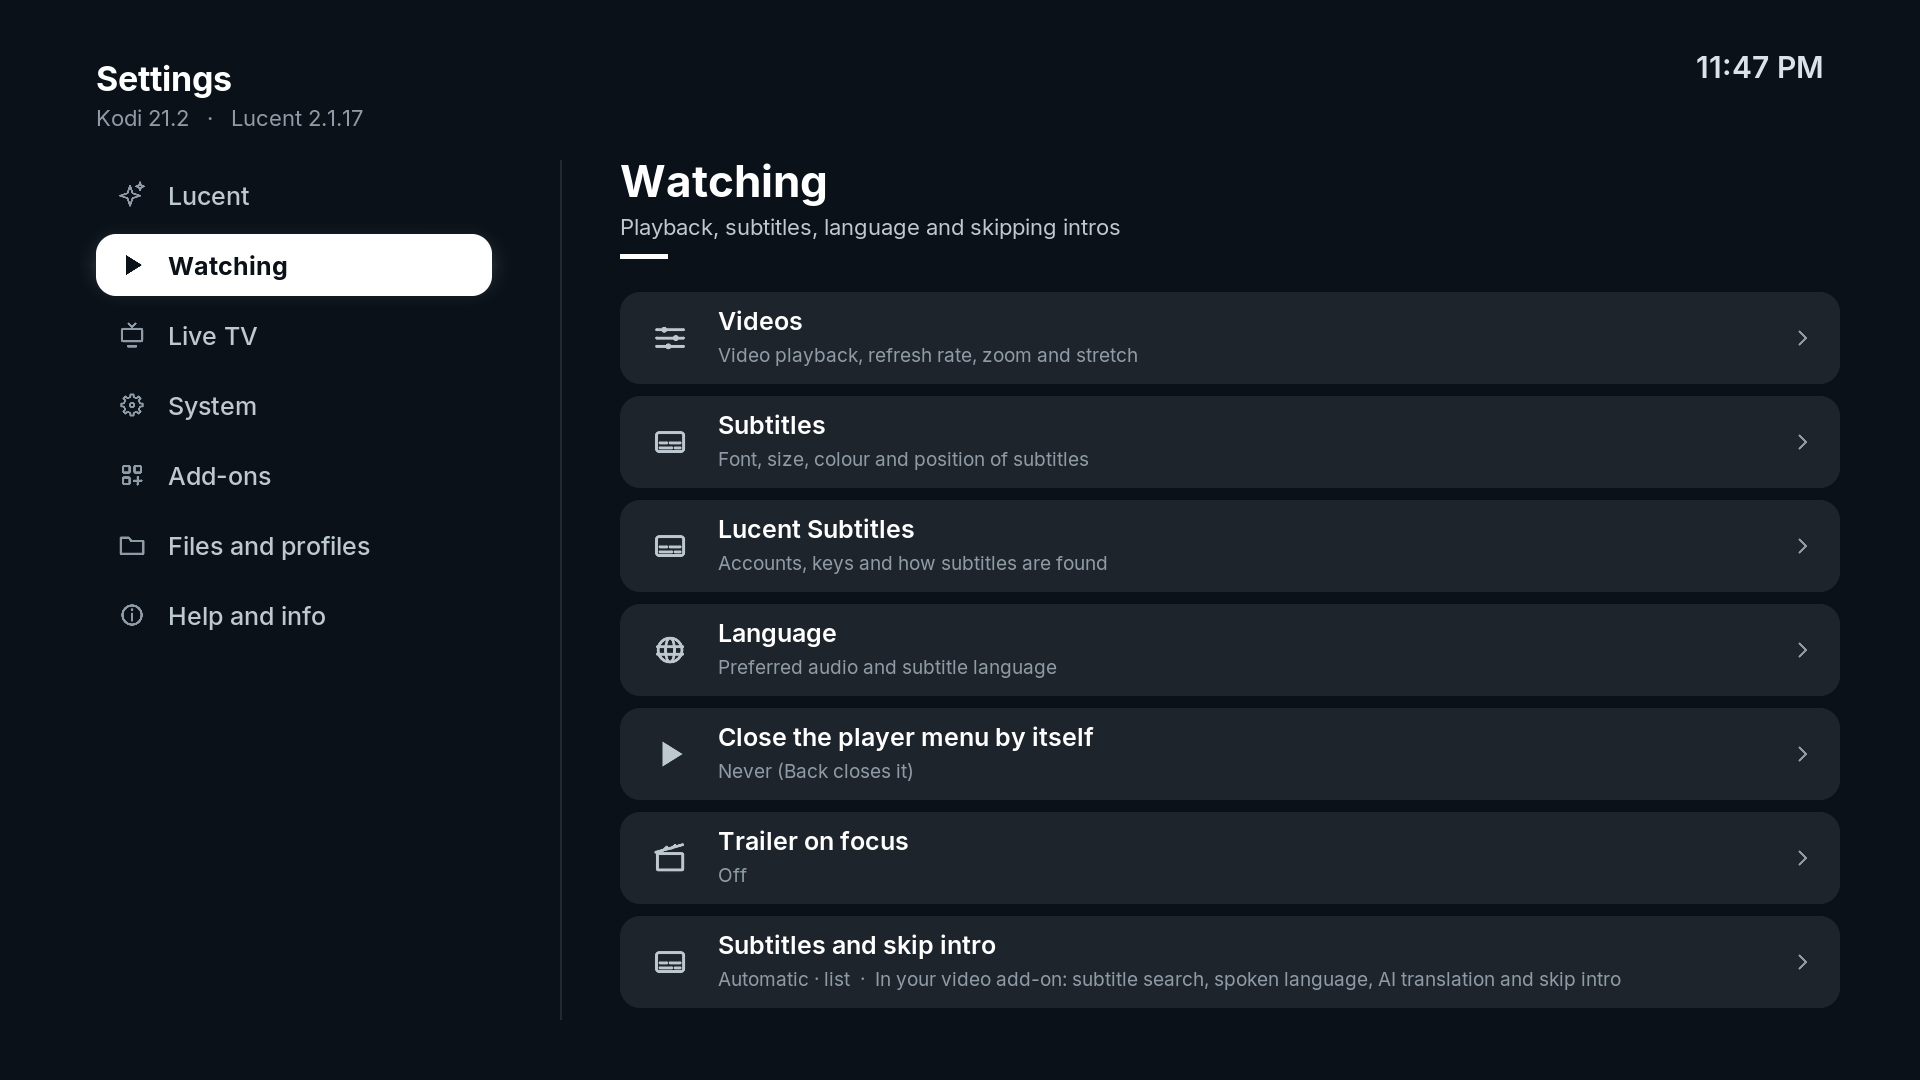 Settings
Kodi 21.2 · Lucent 2.1.17
11:47 PM
Lucent
Watching
Live TV
System
Add-ons
Files and profiles
Help and info
Watching
Playback, subtitles, language and skipping intros
Videos
Video playback, refresh rate, zoom and stretch
Subtitles
Font, size, colour and position of subtitles
Lucent Subtitles
Accounts, keys and how subtitles are found
Language
Preferred audio and subtitle language
Close the player menu by itself
Never (Back closes it)
Trailer on focus
Off
Subtitles and skip intro
Automatic · list · In your video add-on: subtitle search, spoken language, AI translation and skip intro